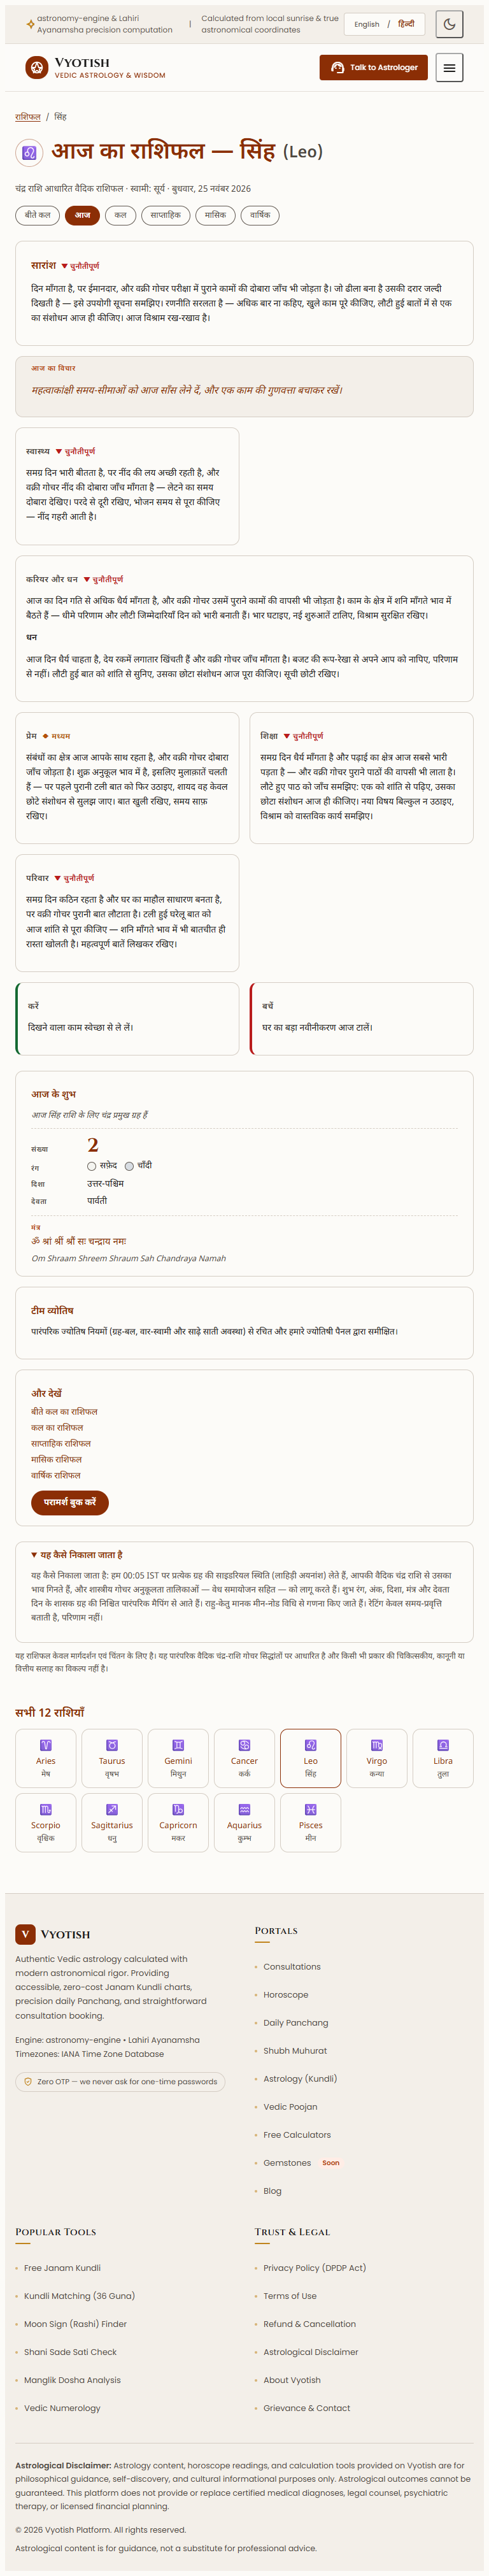 astronomy-engine & Lahiri
Ayanamsha precision computation
|
Calculated from local sunrise & true
astronomical coordinates
English / हिन्दी
VYOTISH
VEDIC ASTROLOGY & WISDOM
Talk to Astrologer
राशिफल / सिंह
♌ आज का राशिफल — सिंह (Leo)
चंद्र राशि आधारित वैदिक राशिफल · स्वामी: सूर्य · बुधवार, 25 नवंबर 2026
बीते कल
आज
कल
साप्ताहिक
मासिक
वार्षिक
सारांश ▼ चुनौतीपूर्ण
दिन माँगता है, पर ईमानदार, और वक्री गोचर परीक्षा में पुराने कामों की दोबारा जाँच भी जोड़ता है। जो ढीला बना है उसकी दरार जल्दी
दिखती है — इसे उपयोगी सूचना समझिए। रणनीति सरलता है — अधिक बार ना कहिए, खुले काम पूरे कीजिए, लौटी हुई बातों में से एक
का संशोधन आज ही कीजिए। आज विश्राम रख-रखाव है।
आज का विचार
महत्वाकांक्षी समय-सीमाओं को आज साँस लेने दें, और एक काम की गुणवत्ता बचाकर रखें।
स्वास्थ्य ▼ चुनौतीपूर्ण
समग्र दिन भारी बीतता है, पर नींद की लय अच्छी रहती है, और
वक्री गोचर नींद की दोबारा जाँच माँगता है — लेटने का समय
दोबारा देखिए। परदे से दूरी रखिए, भोजन समय से पूरा कीजिए
— नींद गहरी आती है।
करियर और धन ▼ चुनौतीपूर्ण
आज का दिन गति से अधिक धैर्य माँगता है, और वक्री गोचर उसमें पुराने कामों की वापसी भी जोड़ता है। काम के क्षेत्र में शनि माँगते भाव में
बैठते हैं — धीमे परिणाम और लौटी जिम्मेदारियाँ दिन को भारी बनाती हैं। भार घटाइए, नई शुरुआतें टालिए, विश्राम सुरक्षित रखिए।
धन
आज दिन धैर्य चाहता है, देय रकमें लगातार खिंचती हैं और वक्री गोचर जाँच माँगता है। बजट की रूप-रेखा से अपने आप को नापिए, परिणाम
से नहीं। लौटी हुई बात को शांति से सुनिए, उसका छोटा संशोधन आज पूरा कीजिए। सूची छोटी रखिए।
प्रेम ◆ मध्यम
संबंधों का क्षेत्र आज आपके साथ रहता है, और वक्री गोचर दोबारा
जाँच जोड़ता है। शुक्र अनुकूल भाव में है, इसलिए मुलाक़ातें चलती
हैं — पर पहले पुरानी टली बात को फिर उठाइए, शायद वह केवल
छोटे संशोधन से सुलझ जाए। बात खुली रखिए, समय साफ़
रखिए।
शिक्षा ▼ चुनौतीपूर्ण
समग्र दिन धैर्य माँगता है और पढ़ाई का क्षेत्र आज सबसे भारी
पड़ता है — और वक्री गोचर पुराने पाठों की वापसी भी लाता है।
लौटे हुए पाठ को जाँच समझिए: एक को शांति से पढ़िए, उसका
छोटा संशोधन आज ही कीजिए। नया विषय बिल्कुल न उठाइए,
विश्राम को वास्तविक कार्य समझिए।
परिवार ▼ चुनौतीपूर्ण
समग्र दिन कठिन रहता है और घर का माहौल साधारण बनता है,
पर वक्री गोचर पुरानी बात लौटाता है। टली हुई घरेलू बात को
आज शांति से पूरा कीजिए — शनि माँगते भाव में भी बातचीत ही
रास्ता खोलती है। महत्वपूर्ण बातें लिखकर रखिए।
करें
दिखने वाला काम स्वेच्छा से ले लें।
बचें
घर का बड़ा नवीनीकरण आज टालें।
आज के शुभ
आज सिंह राशि के लिए चंद्र प्रमुख ग्रह हैं
संख्या 2
रंग सफ़ेद चाँदी
दिशा उत्तर-पश्चिम
देवता पार्वती
मंत्र
ॐ श्रां श्रीं श्रौं सः चन्द्राय नमः
Om Shraam Shreem Shraum Sah Chandraya Namah
टीम व्योतिष
पारंपरिक ज्योतिष नियमों (ग्रह-बल, वार-स्वामी और साढ़े साती अवस्था) से रचित और हमारे ज्योतिषी पैनल द्वारा समीक्षित।
और देखें
बीते कल का राशिफल
कल का राशिफल
साप्ताहिक राशिफल
मासिक राशिफल
वार्षिक राशिफल
परामर्श बुक करें
▼ यह कैसे निकाला जाता है
यह कैसे निकाला जाता है: हम 00:05 IST पर प्रत्येक ग्रह की साइडरियल स्थिति (लाहिड़ी अयनांश) लेते हैं, आपकी वैदिक चंद्र राशि से उसका
भाव गिनते हैं, और शास्त्रीय गोचर अनुकूलता तालिकाओं — वेध समायोजन सहित — को लागू करते हैं। शुभ रंग, अंक, दिशा, मंत्र और देवता
दिन के शासक ग्रह की निश्चित पारंपरिक मैपिंग से आते हैं। राहु-केतु मानक मीन-नोड विधि से गणना किए जाते हैं। रेटिंग केवल समय-प्रवृत्ति
बताती है, परिणाम नहीं।
यह राशिफल केवल मार्गदर्शन एवं चिंतन के लिए है। यह पारंपरिक वैदिक चंद्र-राशि गोचर सिद्धांतों पर आधारित है और किसी भी प्रकार की चिकित्सकीय, कानूनी या
वित्तीय सलाह का विकल्प नहीं है।
सभी 12 राशियाँ
♈ ♉ ♊ ♋ ♌ ♍ ♎
Aries Taurus Gemini Cancer Leo Virgo Libra
मेष वृषभ मिथुन कर्क सिंह कन्या तुला
♏ ♐ ♑ ♒ ♓
Scorpio Sagittarius Capricorn Aquarius Pisces
वृश्चिक धनु मकर कुम्भ मीन
V VYOTISH
Authentic Vedic astrology calculated with
modern astronomical rigor. Providing
accessible, zero-cost Janam Kundli charts,
precision daily Panchang, and straightforward
consultation booking.
Engine: astronomy-engine • Lahiri Ayanamsha
Timezones: IANA Time Zone Database
Zero OTP — we never ask for one-time passwords
PORTALS
Consultations
Horoscope
Daily Panchang
Shubh Muhurat
Astrology (Kundli)
Vedic Poojan
Free Calculators
Gemstones Soon
Blog
POPULAR TOOLS
Free Janam Kundli
Kundli Matching (36 Guna)
Moon Sign (Rashi) Finder
Shani Sade Sati Check
Manglik Dosha Analysis
Vedic Numerology
TRUST & LEGAL
Privacy Policy (DPDP Act)
Terms of Use
Refund & Cancellation
Astrological Disclaimer
About Vyotish
Grievance & Contact
Astrological Disclaimer: Astrology content, horoscope readings, and calculation tools provided on Vyotish are for
philosophical guidance, self-discovery, and cultural informational purposes only. Astrological outcomes cannot be
guaranteed. This platform does not provide or replace certified medical diagnoses, legal counsel, psychiatric
therapy, or licensed financial planning.
© 2026 Vyotish Platform. All rights reserved.
Astrological content is for guidance, not a substitute for professional advice.